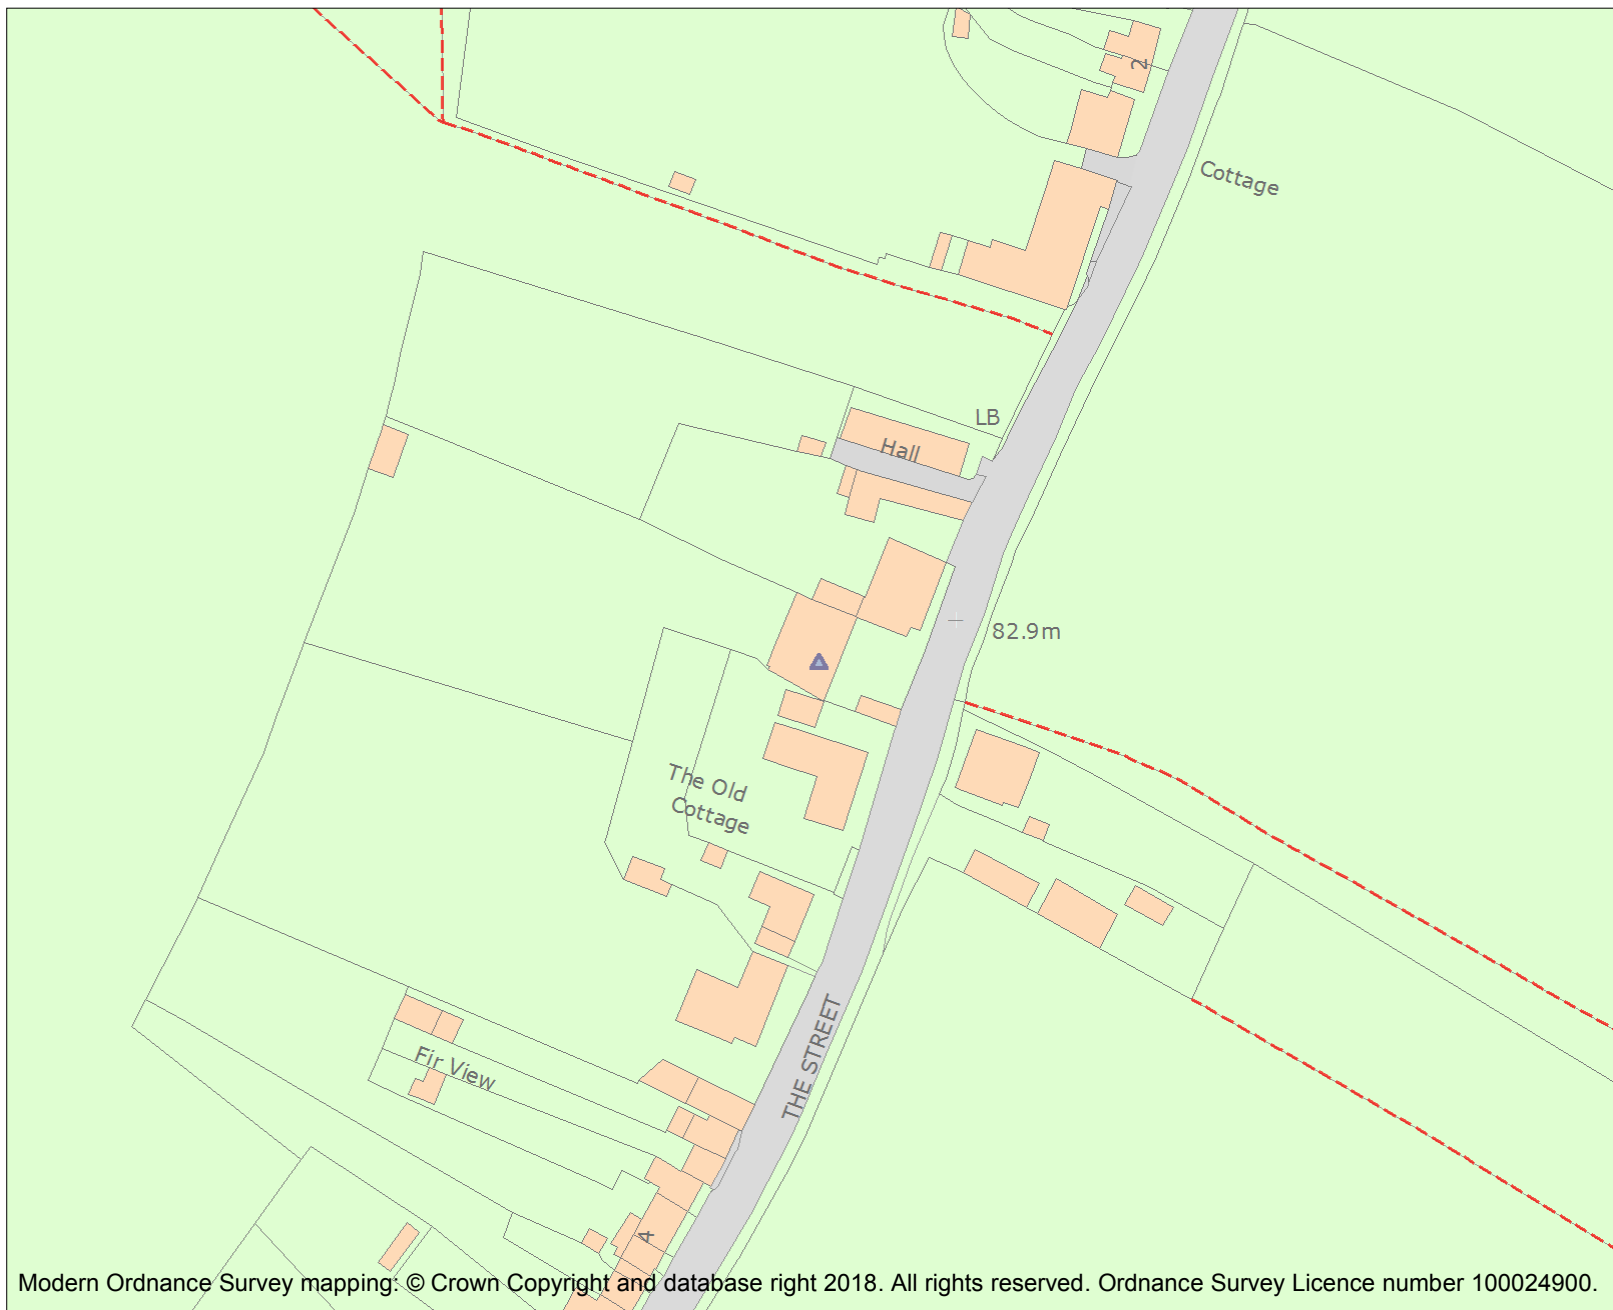 2
Cottage
LB
Hall
82.9m
The Old
Cottage
THE STREET
Fir View
4
Modern Ordnance Survey mapping: © Crown Copyright and database right 2018. All rights reserved. Ordnance Survey Licence number 100024900.